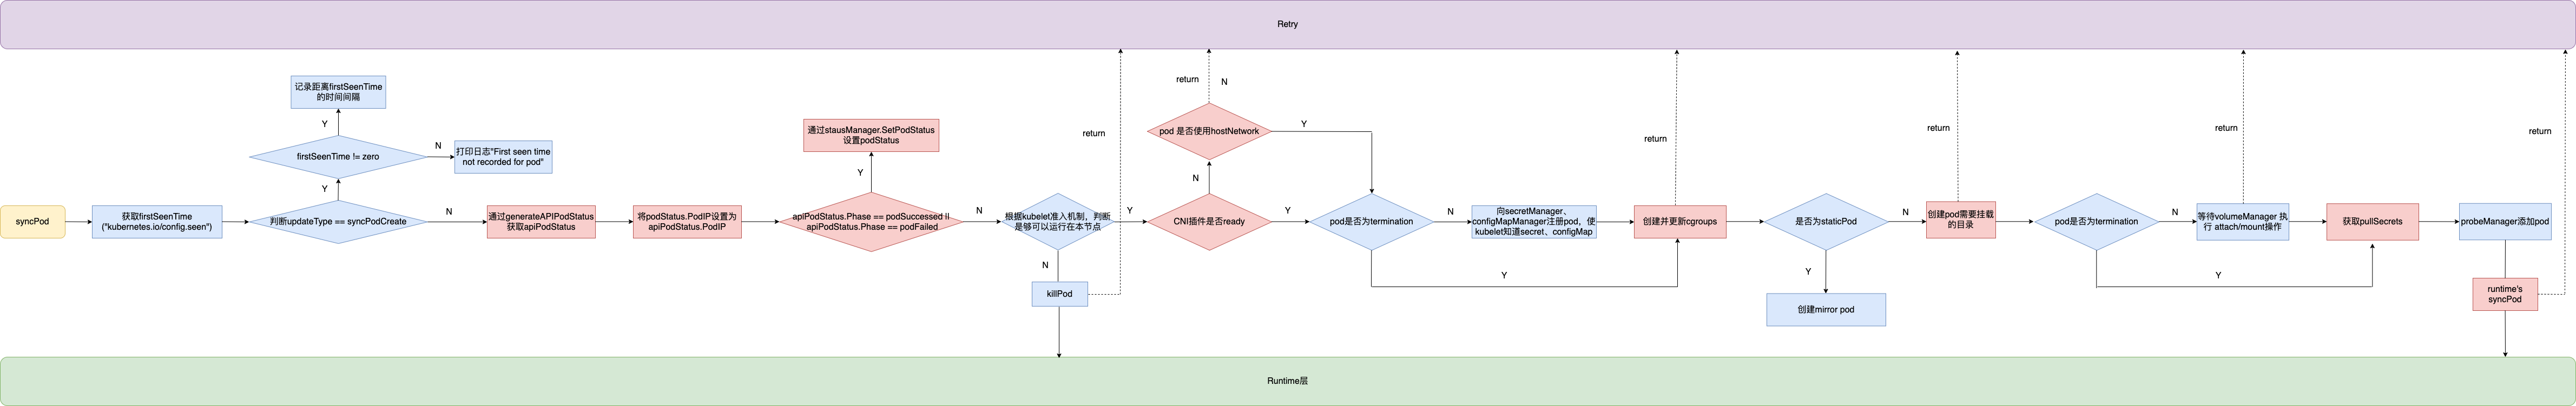 Retry
记录距离firstSeenTime
的时间间隔
Y
firstSeenTime != zero
N
打印日志"First seen time
not recorded for pod"
Y
syncPod
获取firstSeenTime
("kubernetes.io/config.seen")
判断updateType == syncPodCreate
N
通过generateAPIPodStatus
获取apiPodStatus
将podStatus.PodIP设置为
apiPodStatus.PodIP
通过stausManager.SetPodStatus
设置podStatus
Y
apiPodStatus.Phase == podSuccessed ||
apiPodStatus.Phase == podFailed
N
根据kubelet准入机制，判断
是够可以运行在本节点
N
killPod
return
Y
CNI插件是否ready
N
pod 是否使用hostNetwork
return
N
Y
Y
pod是否为termination
N
Y
向secretManager、
configMapManager注册pod，使
kubelet知道secret、configMap
创建并更新cgroups
return
是否为staticPod
Y
创建mirror pod
N
创建pod需要挂载
的目录
return
pod是否为termination
N
Y
等待volumeManager 执
行 attach/mount操作
return
获取pullSecrets
probeManager添加pod
runtime's
syncPod
return
Runtime层